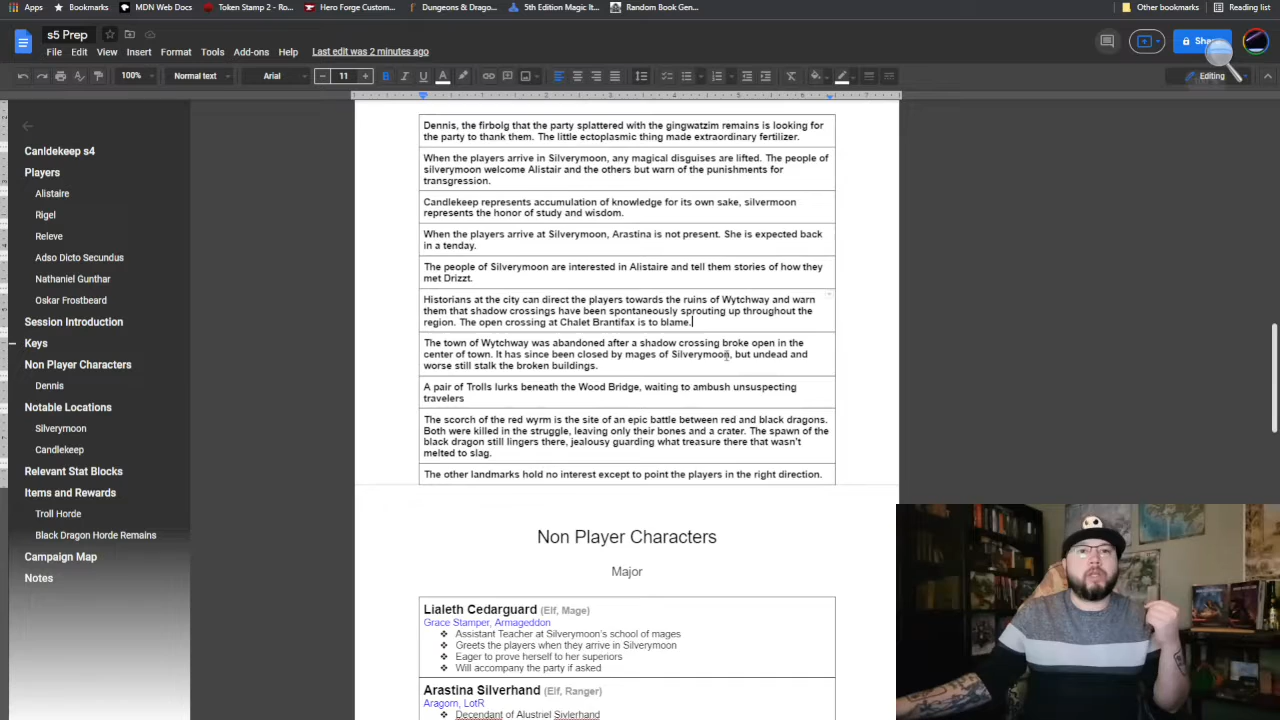 Apps
Bookmarks
MDN Web Docs
Token Stamp 2 - Ro...
Hero Forge Custom...
Dungeons & Drago...
5th Edition Magic It...
Random Book Gen...
Other bookmarks
Reading list
s5 Prep
File Edit View Insert Format Tools Add-ons Help Last edit was 2 minutes ago
Share
100% Normal text Arial 11 Editing
Canldekeep s4
Players
Alistaire
Rigel
Releve
Adso Dicto Secundus
Nathaniel Gunthar
Oskar Frostbeard
Session Introduction
Keys
Non Player Characters
Dennis
Notable Locations
Silverymoon
Candlekeep
Relevant Stat Blocks
Items and Rewards
Troll Horde
Black Dragon Horde Remains
Campaign Map
Notes
Dennis, the firbolg that the party splattered with the gingwatzim remains is looking for
the party to thank them. The little ectoplasmic thing made extraordinary fertilizer.
When the players arrive in Silverymoon, any magical disguises are lifted. The people of
silverymoon welcome Alistair and the others but warn of the punishments for
transgression.
Candlekeep represents accumulation of knowledge for its own sake, silvermoon
represents the honor of study and wisdom.
When the players arrive at Silverymoon, Arastina is not present. She is expected back
in a tenday.
The people of Silverymoon are interested in Alistaire and tell them stories of how they
met Drizzt.
Historians at the city can direct the players towards the ruins of Wytchway and warn
them that shadow crossings have been spontaneously sprouting up throughout the
region. The open crossing at Chalet Brantifax is to blame.
The town of Wytchway was abandoned after a shadow crossing broke open in the
center of town. It has since been closed by mages of Silverymoon, but undead and
worse still stalk the broken buildings.
A pair of Trolls lurks beneath the Wood Bridge, waiting to ambush unsuspecting
travelers
The scorch of the red wyrm is the site of an epic battle between red and black dragons.
Both were killed in the struggle, leaving only their bones and a crater. The spawn of the
black dragon still lingers there, jealously guarding what treasure there that wasn't
melted to slag.
The other landmarks hold no interest except to point the players in the right direction.
Non Player Characters
Major
Lialeth Cedarguard (Elf, Mage)
Grace Stamper, Armageddon
❖ Assistant Teacher at Silverymoon's school of mages
❖ Greets the players when they arrive in Silverymoon
❖ Eager to prove herself to her superiors
❖ Will accompany the party if asked
Arastina Silverhand (Elf, Ranger)
Aragorn, LotR
❖ Decendant of Alustriel Sivlerhand